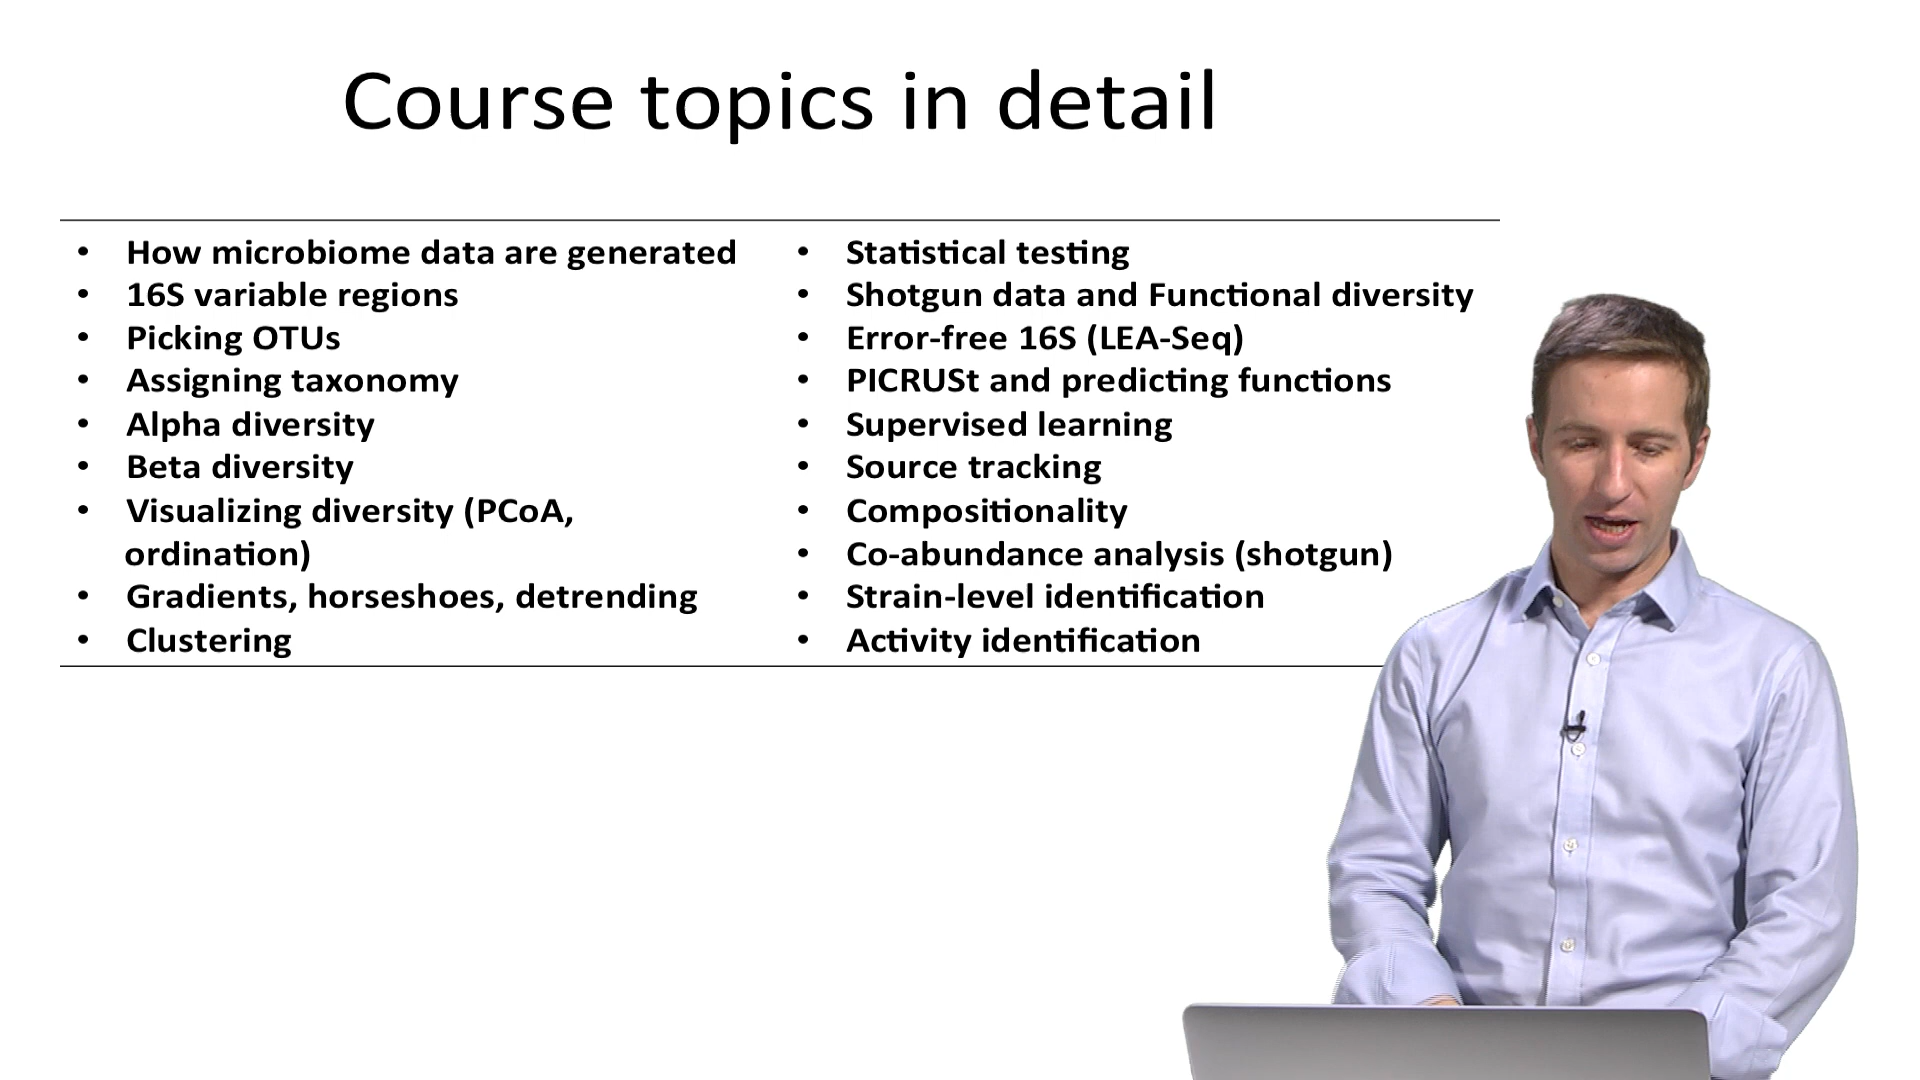 Course topics in detail
• How microbiome data are generated
• 16S variable regions
• Picking OTUs
• Assigning taxonomy
• Alpha diversity
• Beta diversity
• Visualizing diversity (PCoA,
ordination)
• Gradients, horseshoes, detrending
• Clustering
• Statistical testing
• Shotgun data and Functional diversity
• Error-free 16S (LEA-Seq)
• PICRUSt and predicting functions
• Supervised learning
• Source tracking
• Compositionality
• Co-abundance analysis (shotgun)
• Strain-level identification
• Activity identification